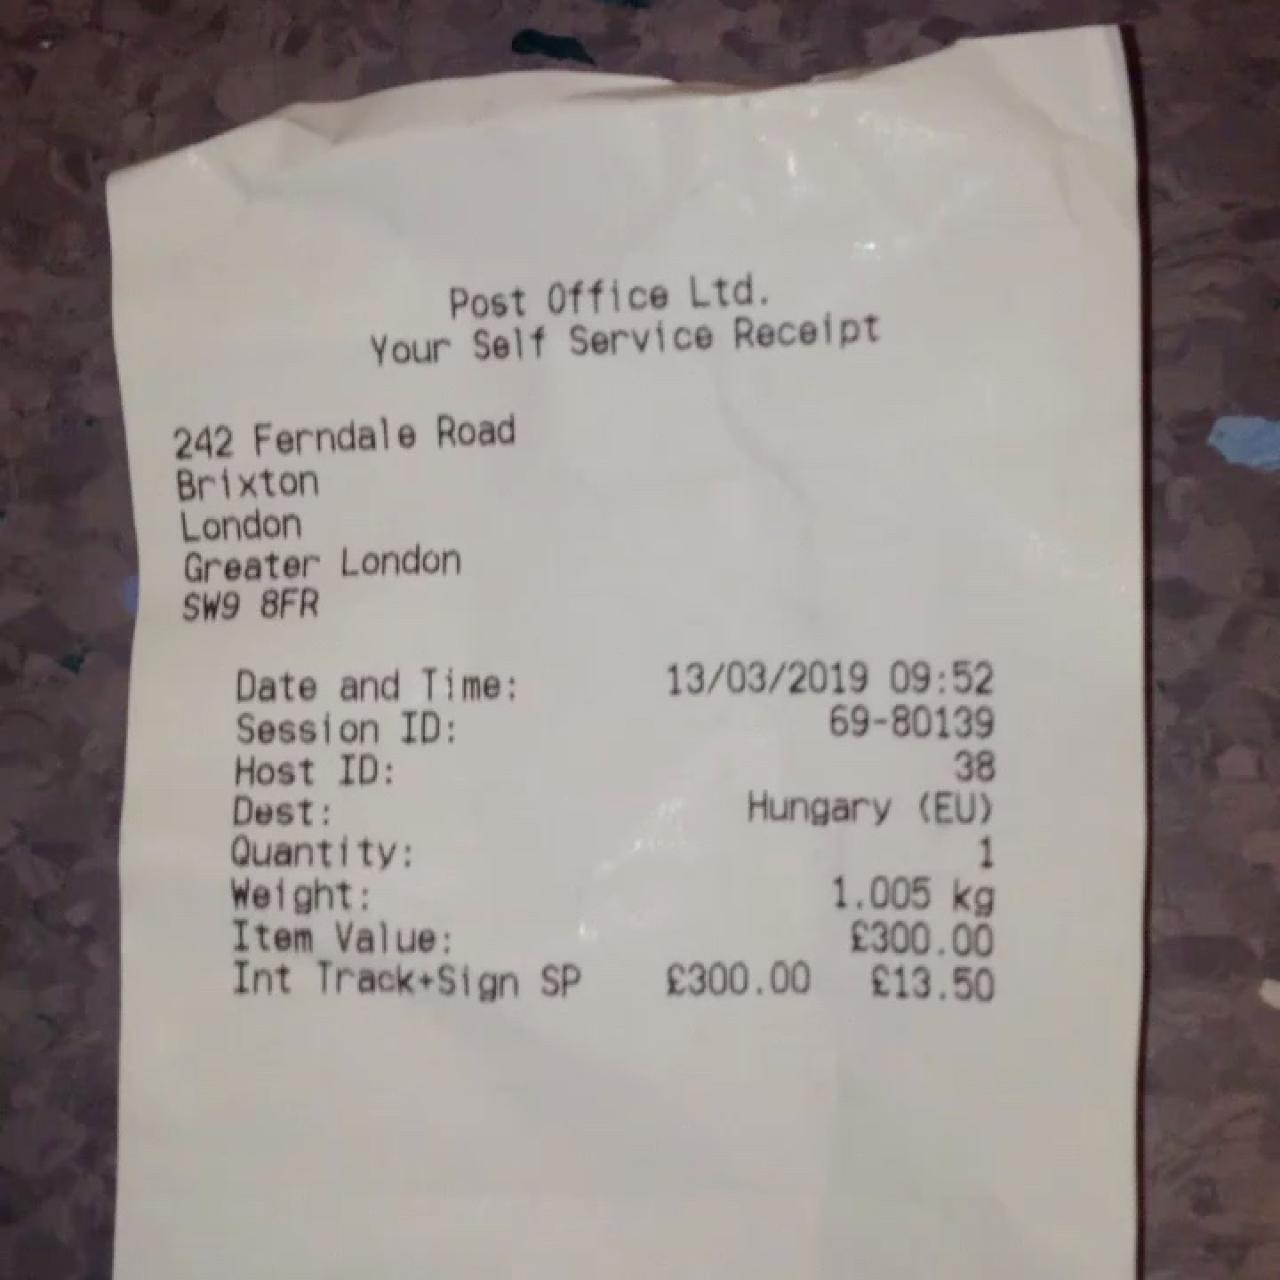 Post Office Ltd.
Your Self Service Receipt
242 Ferndale Road
Brixton
London
Greater London
SW9 8FR
Date and Time: 13/03/2019 09:52
Session ID: 69-80139
Host ID: 38
Dest: Hungary (EU)
Quantity: 1
Weight: 1.005 kg
Item Value: £300.00
Int Track+Sign SP £300.00 £13.50